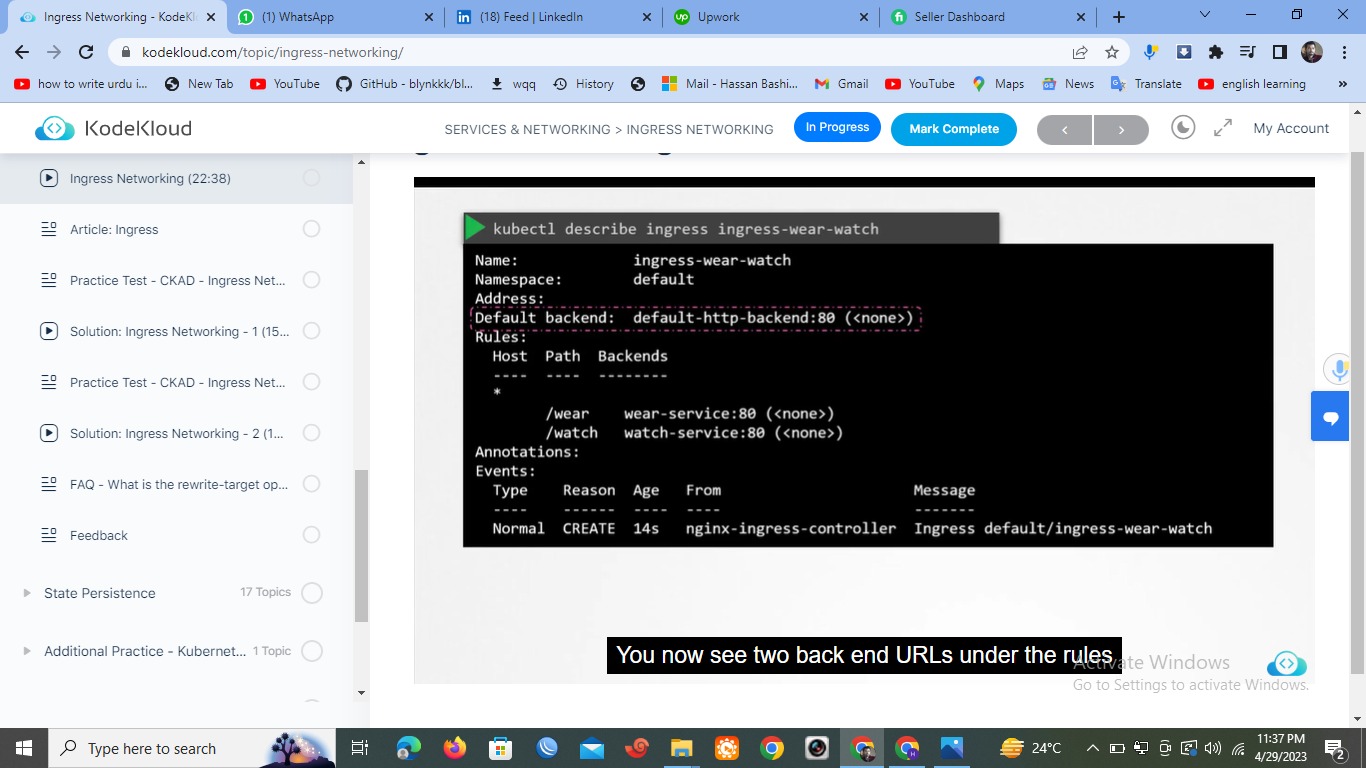 Ingress Networking - KodeKl
(1) WhatsApp
(18) Feed | LinkedIn
Upwork
Seller Dashboard
kodekloud.com/topic/ingress-networking/
how to write urdu i...
New Tab
YouTube
GitHub - blynkkk/bl...
wqq
History
Mail - Hassan Bashi...
Gmail
YouTube
Maps
News
Translate
english learning
»
KodeKloud
SERVICES & NETWORKING > INGRESS NETWORKING
In Progress
Mark Complete
My Account
Ingress Networking (22:38)
Article: Ingress
Practice Test - CKAD - Ingress Net...
Solution: Ingress Networking - 1 (15...
Practice Test - CKAD - Ingress Net...
Solution: Ingress Networking - 2 (1...
FAQ - What is the rewrite-target op...
Feedback
State Persistence 17 Topics
Additional Practice - Kubernet... 1 Topic
kubectl describe ingress ingress-wear-watch
Name: ingress-wear-watch
Namespace: default
Address:
Default backend: default-http-backend:80 (<none>)
Rules:
Host Path Backends
---- ---- --------
*
/wear wear-service:80 (<none>)
/watch watch-service:80 (<none>)
Annotations:
Events:
Type Reason Age From Message
---- ------ ---- ---- -------
Normal CREATE 14s nginx-ingress-controller Ingress default/ingress-wear-watch
You now see two back end URLs under the rules
Activate Windows
Go to Settings to activate Windows.
Type here to search
24°C
11:37 PM
4/29/2023
2